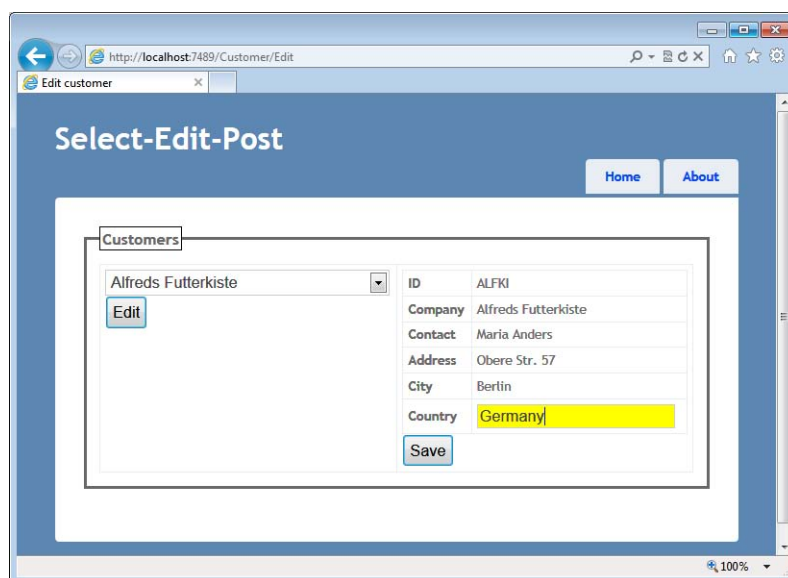 http://localhost:7489/Customer/Edit
Edit customer
Select-Edit-Post
Home About
Customers
Alfreds Futterkiste
Edit
ID ALFKI
Company Alfreds Futterkiste
Contact Maria Anders
Address Obere Str. 57
City Berlin
Country Germany
Save
100%